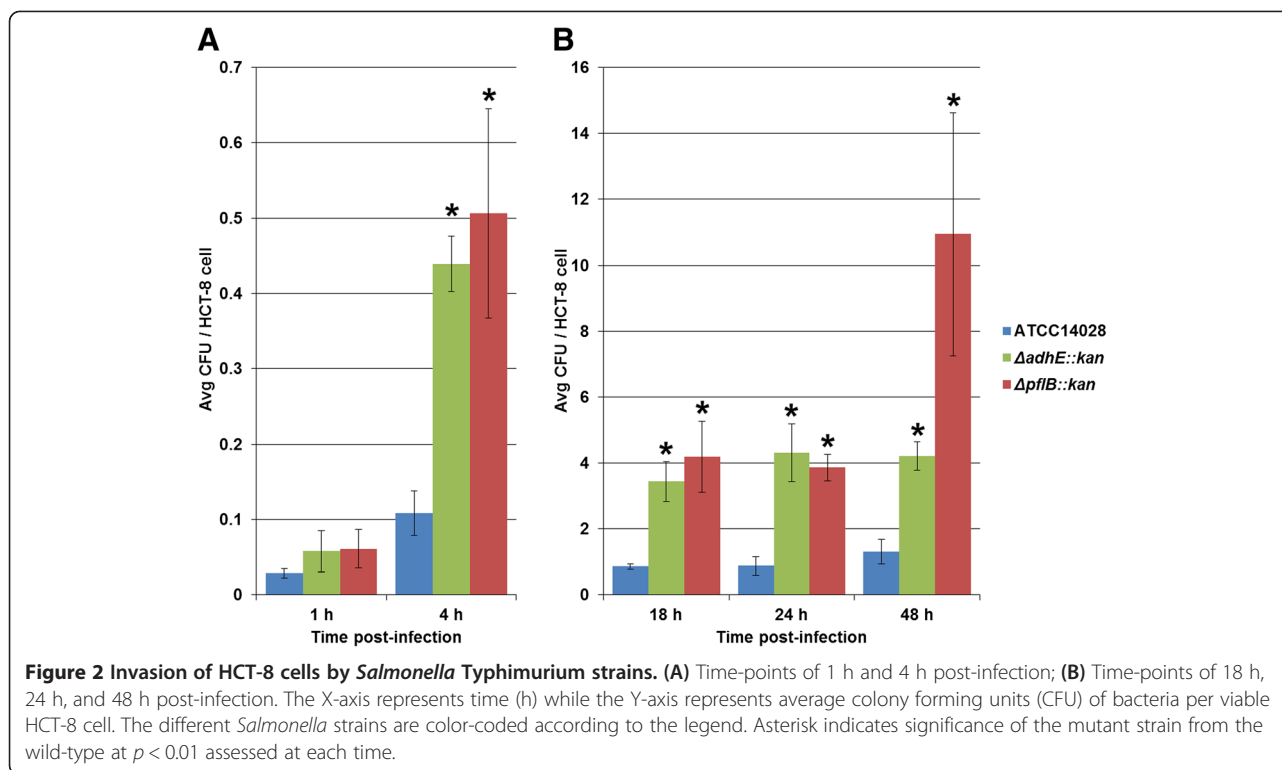 A
0.7
0.6
0.5
0.4
0.3
0.2
0.1
0
Avg CFU / HCT-8 cell
*
*
1 h
4 h
Time post-infection
B
16
14
12
10
8
6
4
2
0
Avg CFU / HCT-8 cell
*
*
*
*
*
*
18 h
24 h
48 h
Time post-infection
ATCC14028
ΔadhE::kan
ΔpflB::kan
Figure 2 Invasion of HCT-8 cells by Salmonella Typhimurium strains. (A) Time-points of 1 h and 4 h post-infection; (B) Time-points of 18 h,
24 h, and 48 h post-infection. The X-axis represents time (h) while the Y-axis represents average colony forming units (CFU) of bacteria per viable
HCT-8 cell. The different Salmonella strains are color-coded according to the legend. Asterisk indicates significance of the mutant strain from the
wild-type at p < 0.01 assessed at each time.